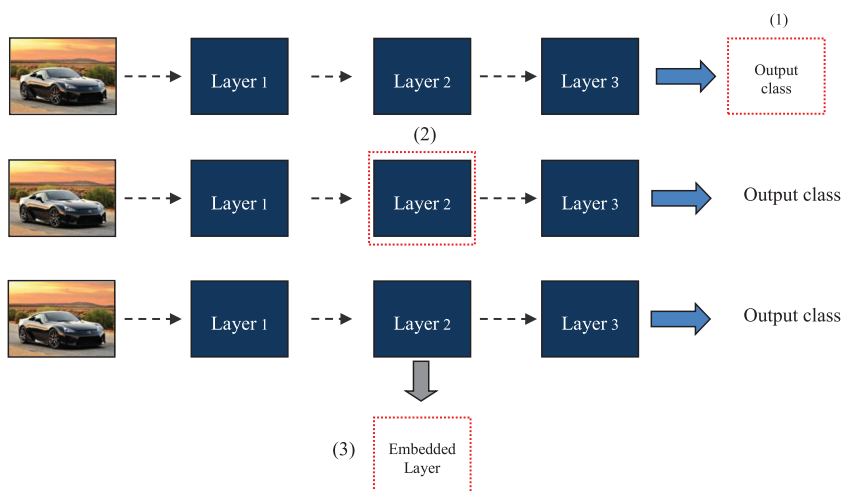 (1)
Layer 1
Layer 2
Layer 3
Output
class
(2)
Layer 1
Layer 2
Layer 3
Output class
Layer 1
Layer 2
Layer 3
Output class
(3)
Embedded
Layer